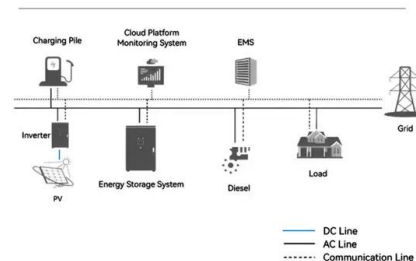 Charging Pile
Cloud Platform
Monitoring System
EMS
Grid
Inverter
PV
Energy Storage System
Diesel
Load
DC Line
AC Line
Communication Line